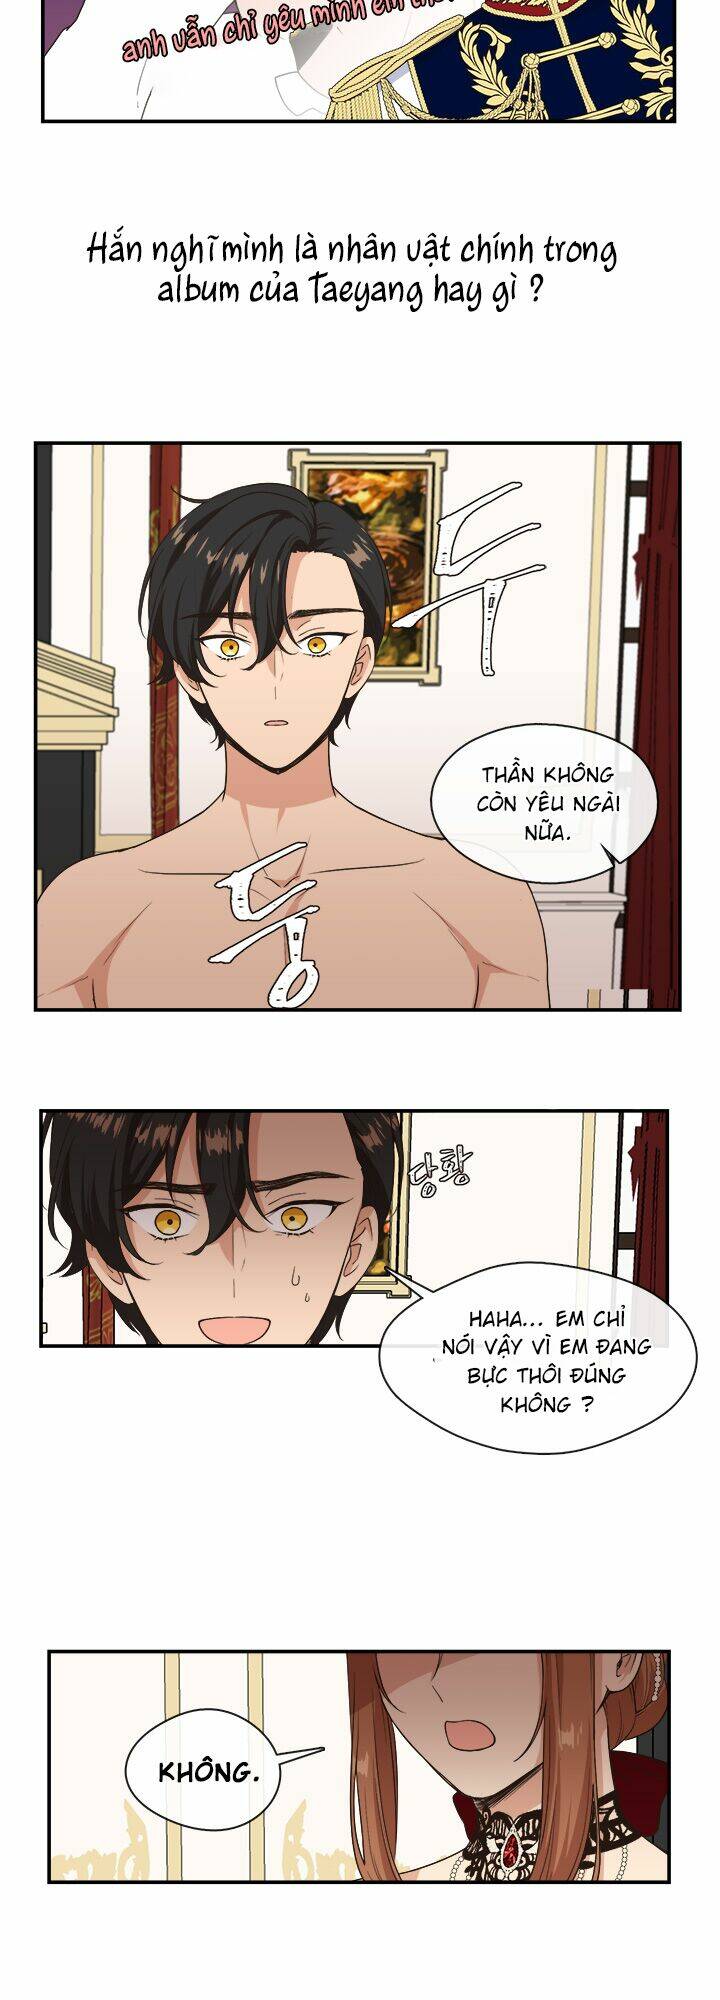 anh vẫn chỉ yêu mình em
Hắn nghĩ mình là nhân vật chính trong
album của Taeyang hay gì ?
두
THẦN KHÔNG
CÒN YÊU NGÀI
NỮA.
둥
당황
HAHA... EM CHỈ
NÓI VẬY VÌ EM ĐANG
BỰC THÔI ĐÚNG
KHÔNG ?
KHÔNG.